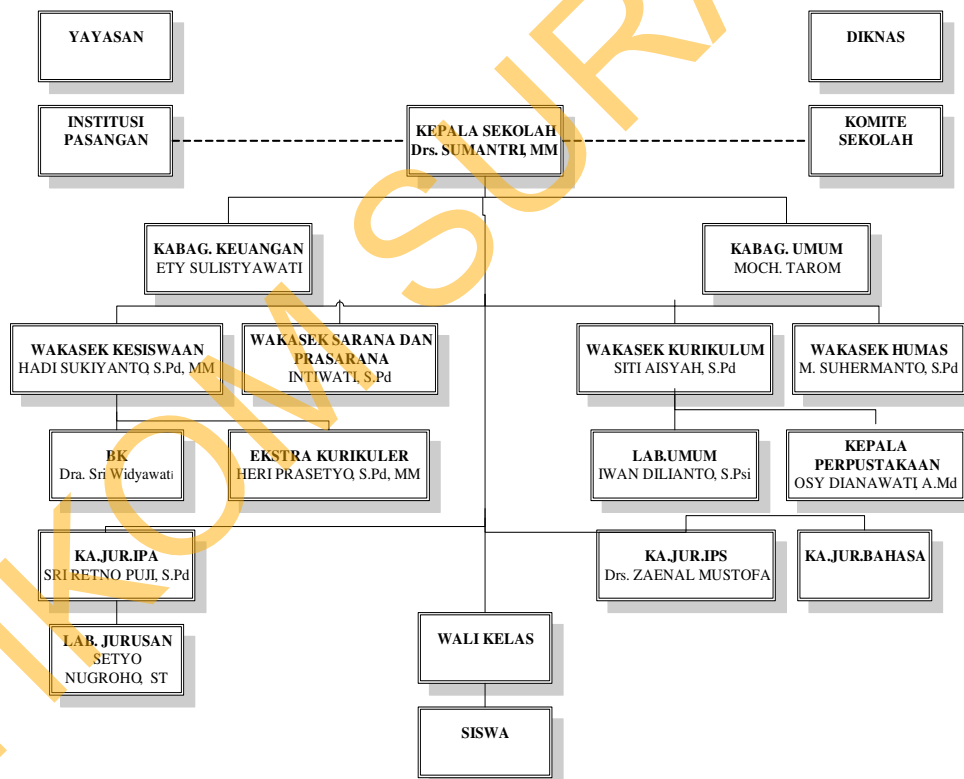 YAYASAN
DIKNAS
INSTITUSI
PASANGAN
KEPALA SEKOLAH
Drs. SUMANTRI, MM
KOMITE
SEKOLAH
KABAG. KEUANGAN
ETY SULISTYAWATI
KABAG. UMUM
MOCH. TAROM
WAKASEK KESISWAAN
HADI SUKIYANTO, S.Pd, MM
WAKASEK SARANA DAN
PRASARANA
INTIWATI, S.Pd
WAKASEK KURIKULUM
SITI AISYAH, S.Pd
WAKASEK HUMAS
M. SUHERMANTO, S.Pd
BK
Dra. Sri Widyawati
EKSTRA KURIKULER
HERI PRASETYO, S.Pd, MM
LAB.UMUM
IWAN DILIANTO, S.Psi
KEPALA
PERPUSTAKAAN
OSY DIANAWATI, A.Md
KA.JUR.IPA
SRI RETNO PUJI, S.Pd
KA.JUR.IPS
Drs. ZAENAL MUSTOFA
KA.JUR.BAHASA
LAB. JURUSAN
SETYO
NUGROHO, ST
WALI KELAS
SISWA
IKOM SURA